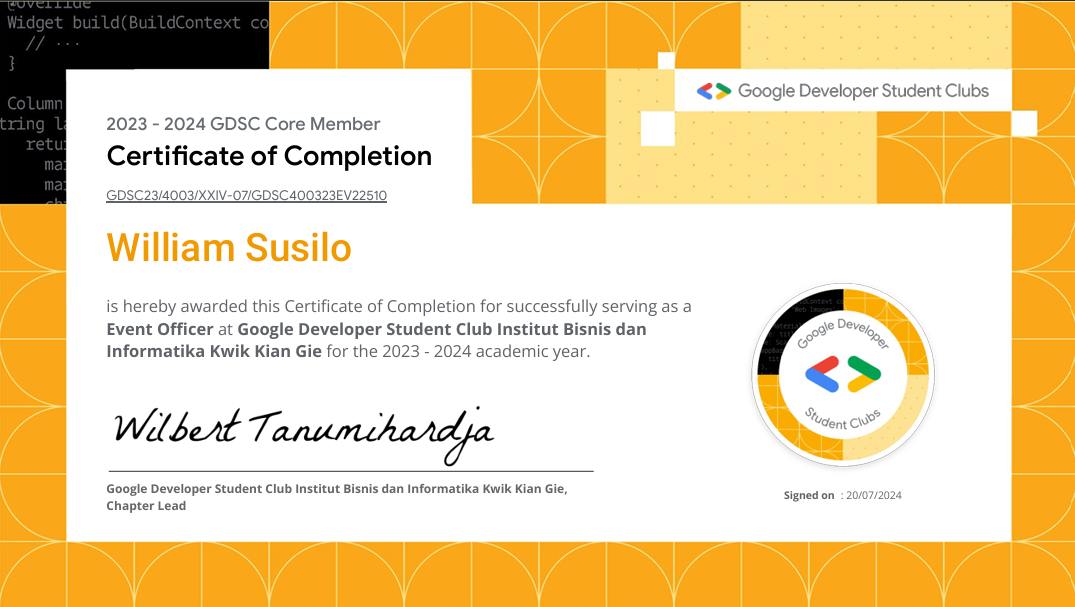 @override
Widget build(BuildContext co
// ...
}
Column
tring la
retu
mai
mai
Google Developer Student Clubs
2023 - 2024 GDSC Core Member
Certificate of Completion
GDSC23/4003/XXIV-07/GDSC400323EV22510
William Susilo
is hereby awarded this Certificate of Completion for successfully serving as a
Event Officer at Google Developer Student Club Institut Bisnis dan
Informatika Kwik Kian Gie for the 2023 - 2024 academic year.
Google Developer
Student Clubs
Wilbert Tanumihardja
Google Developer Student Club Institut Bisnis dan Informatika Kwik Kian Gie,
Chapter Lead
Signed on : 20/07/2024